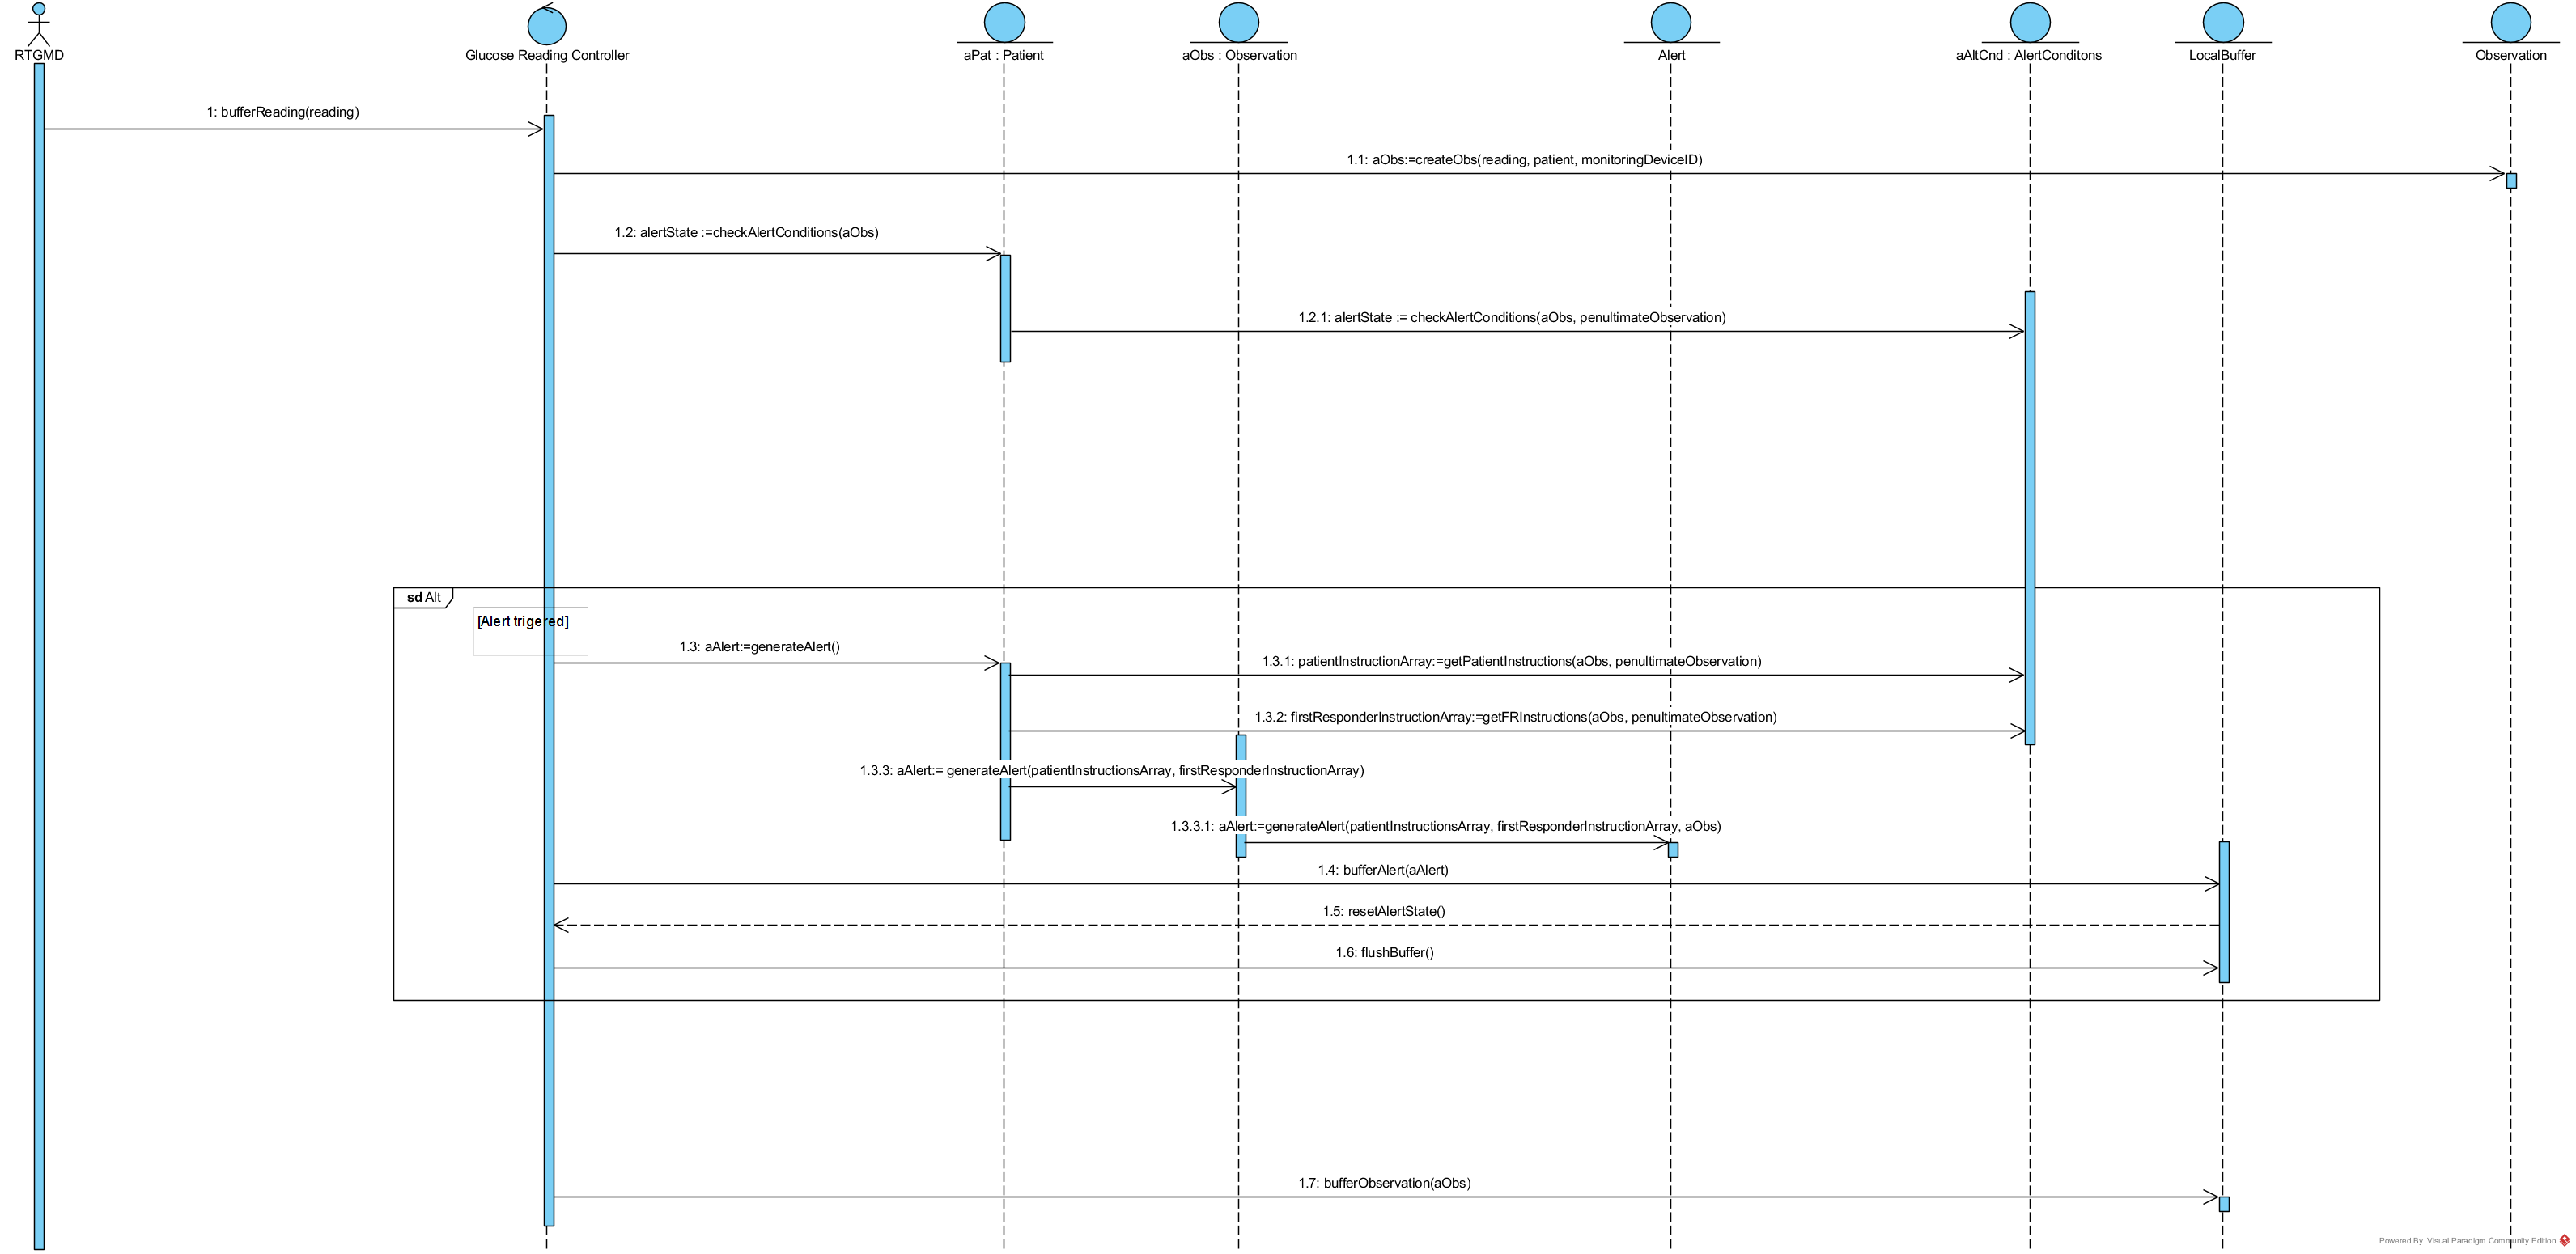 RTGMD
Glucose Reading Controller
aPat : Patient
aObs : Observation
Alert
aAltCnd : AlertConditons
LocalBuffer
Observation
1: bufferReading(reading)
1.1: aObs:=createObs(reading, patient, monitoringDeviceID)
1.2: alertState :=checkAlertConditions(aObs)
1.2.1: alertState := checkAlertConditions(aObs, penultimateObservation)
sd Alt
[Alert trigered]
1.3: aAlert:=generateAlert()
1.3.1: patientInstructionArray:=getPatientInstructions(aObs, penultimateObservation)
1.3.2: firstResponderInstructionArray:=getFRInstructions(aObs, penultimateObservation)
1.3.3: aAlert:= generateAlert(patientInstructionsArray, firstResponderInstructionArray)
1.3.3.1: aAlert:=generateAlert(patientInstructionsArray, firstResponderInstructionArray, aObs)
1.4: bufferAlert(aAlert)
1.5: resetAlertState()
1.6: flushBuffer()
1.7: bufferObservation(aObs)
Powered By Visual Paradigm Community Edition